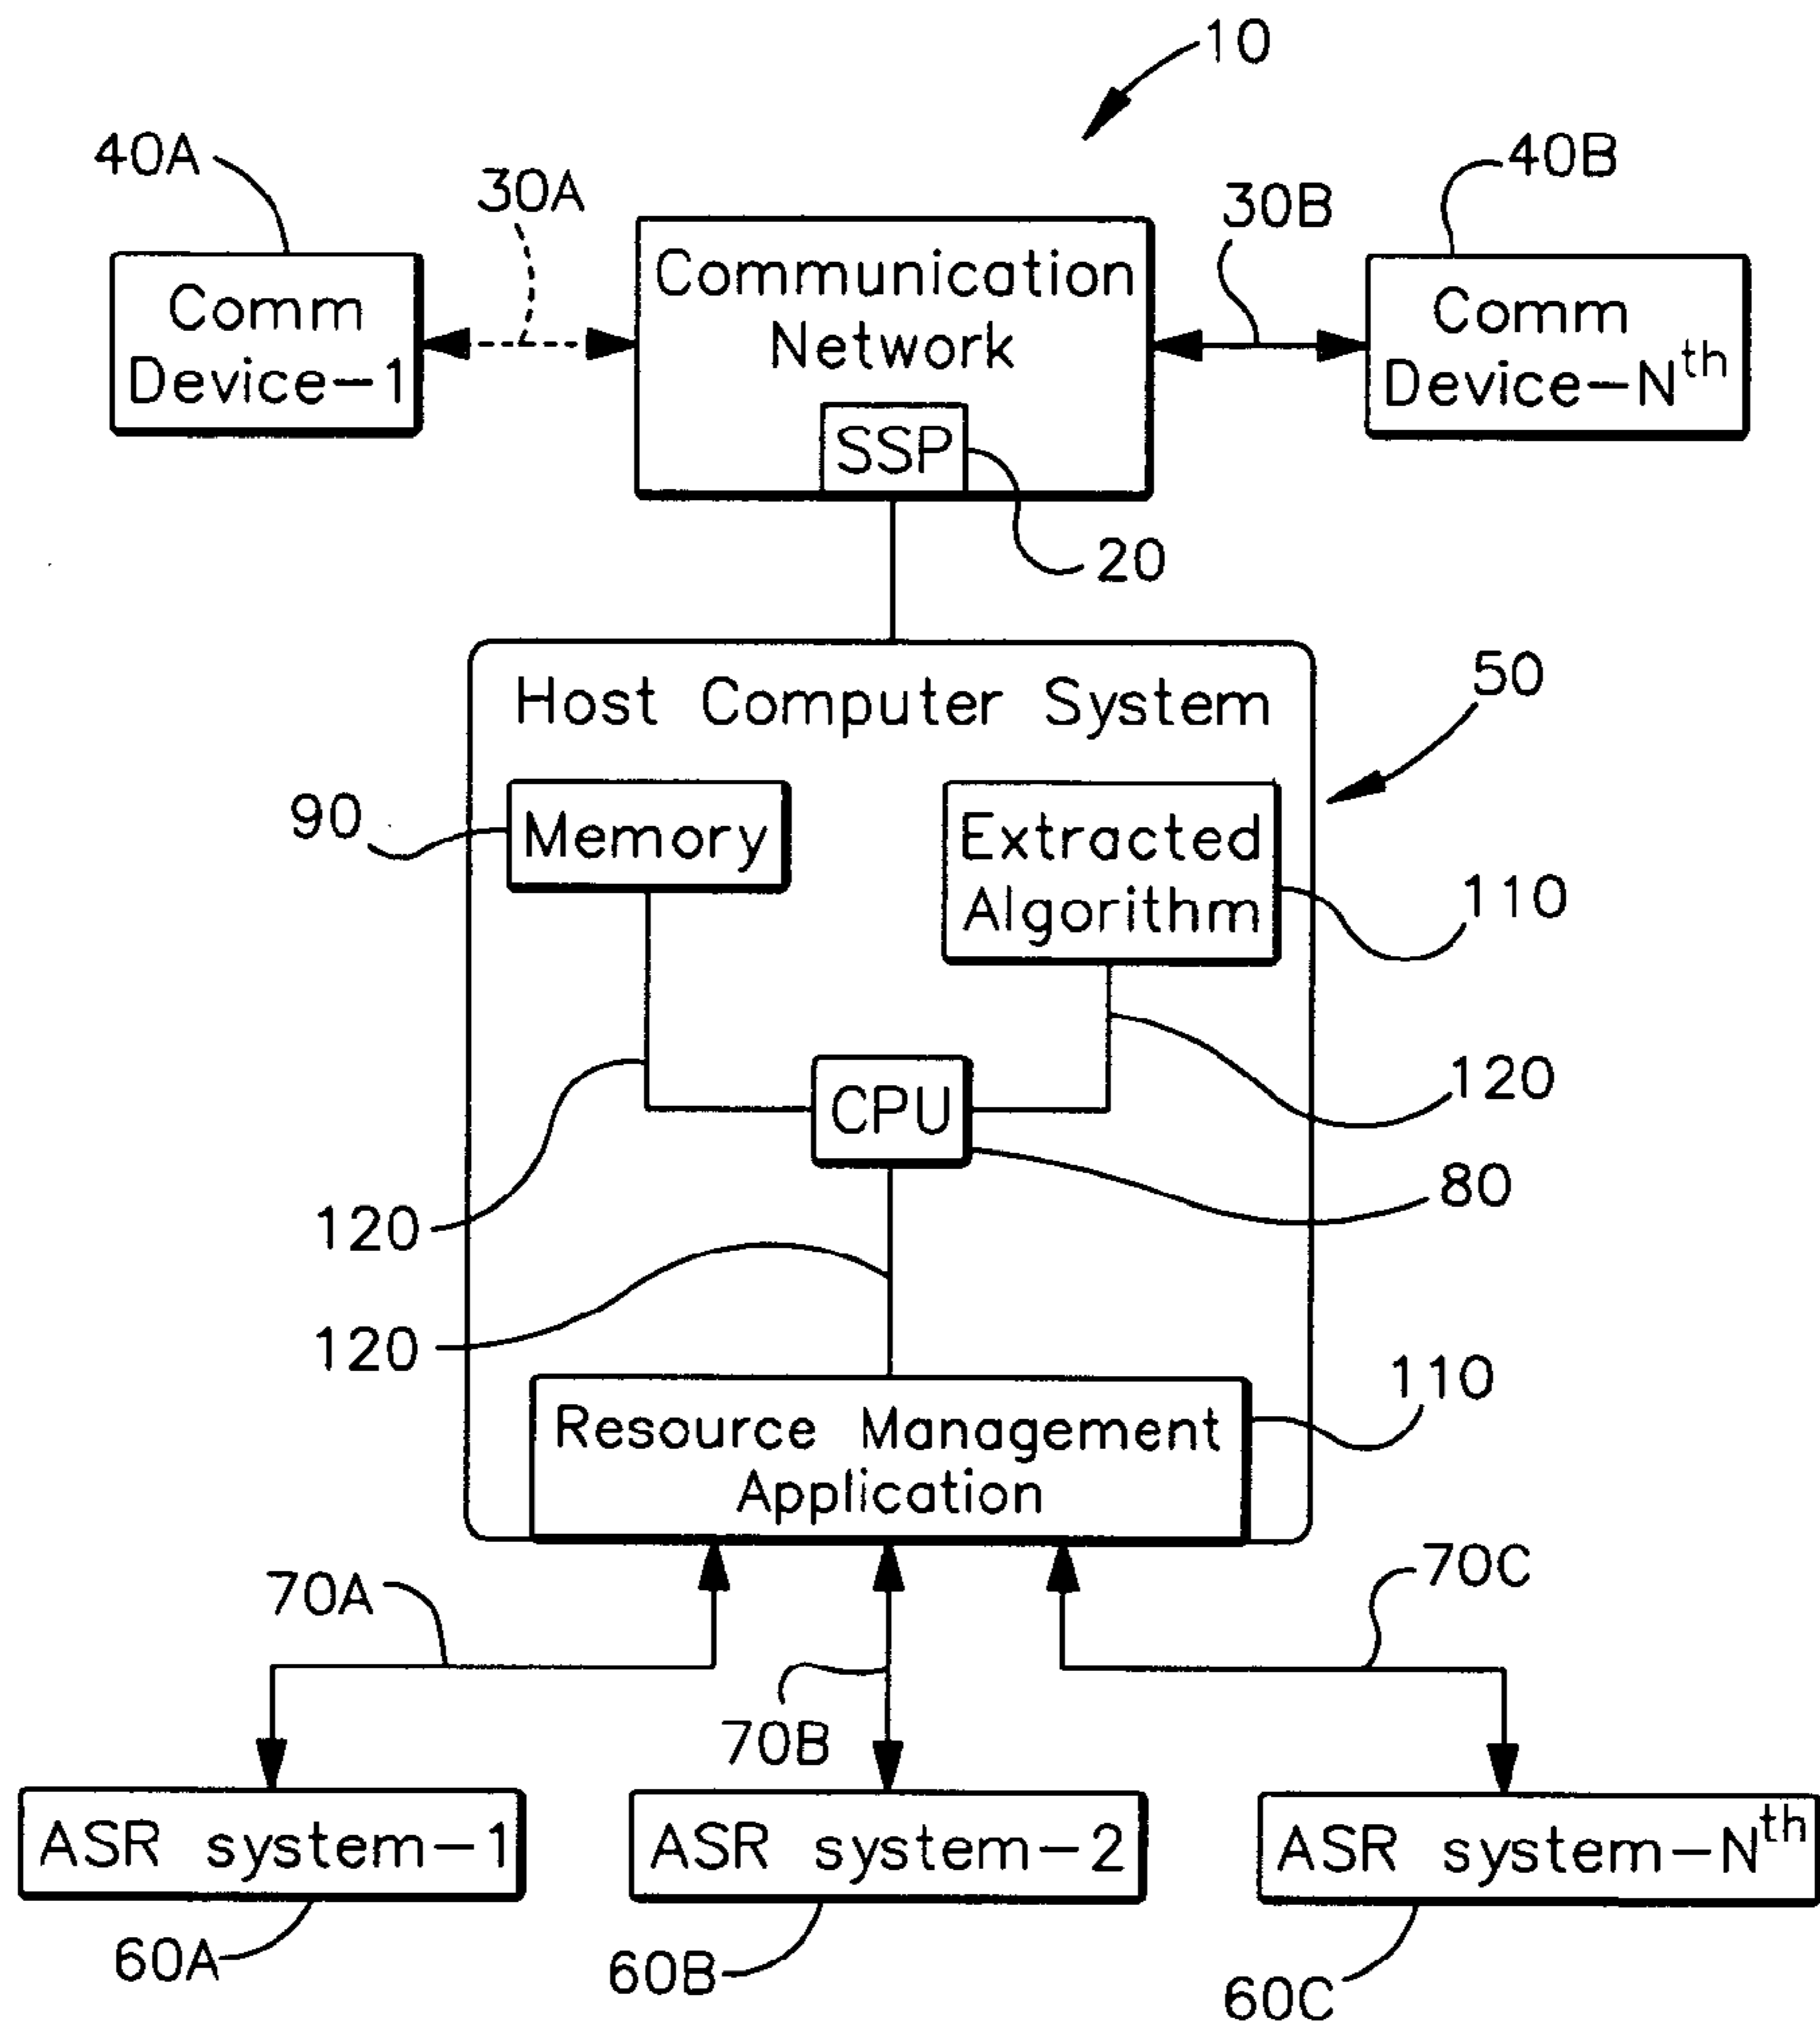 10
40A
30A
30B
40B
Comm
Device-1
Communication
Network
SSP
Comm
Device-Nth
20
Host Computer System
50
90
Memory
Extracted
Algorithm
110
120
CPU
80
120
120
Resource Management
Application
110
70A
70B
70C
ASR system-1
ASR system-2
ASR system-Nth
60A
60B
60C